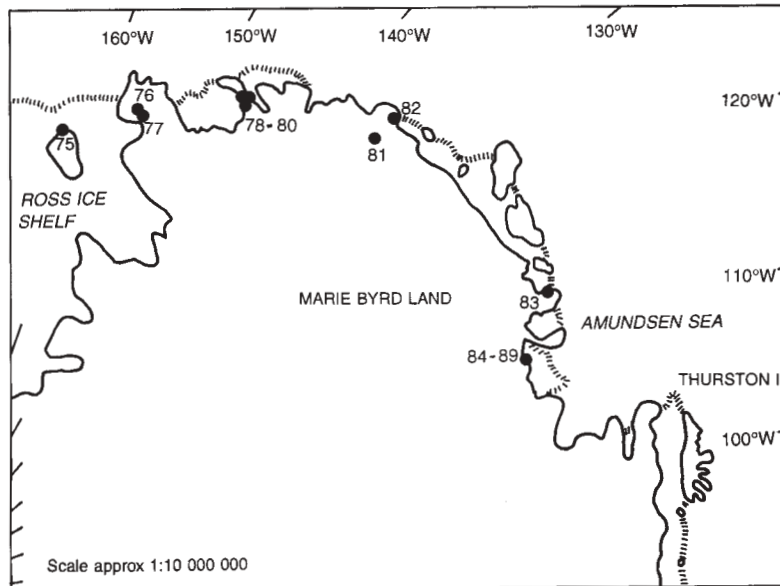 160°W
150°W
140°W
130°W
120°W
76
77
75
78-80
82
81
ROSS ICE
SHELF
110°W
MARIE BYRD LAND
83
AMUNDSEN SEA
84-89
THURSTON I
100°W
Scale approx 1:10 000 000